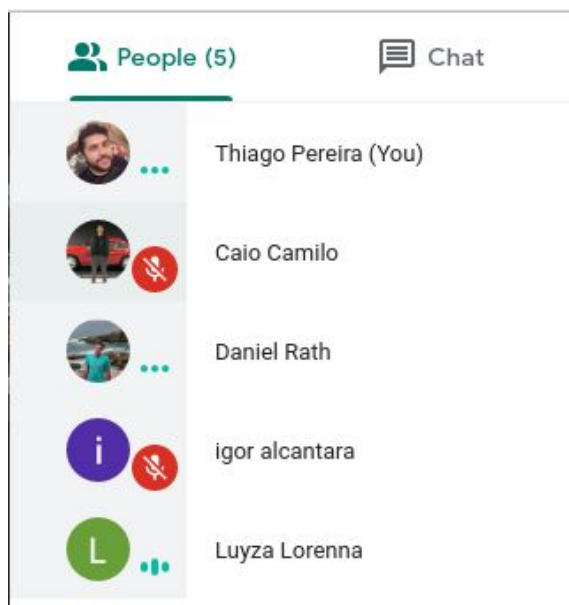 People (5) Chat
Thiago Pereira (You)
Caio Camilo
Daniel Rath
i igor alcantara
L Luyza Lorenna